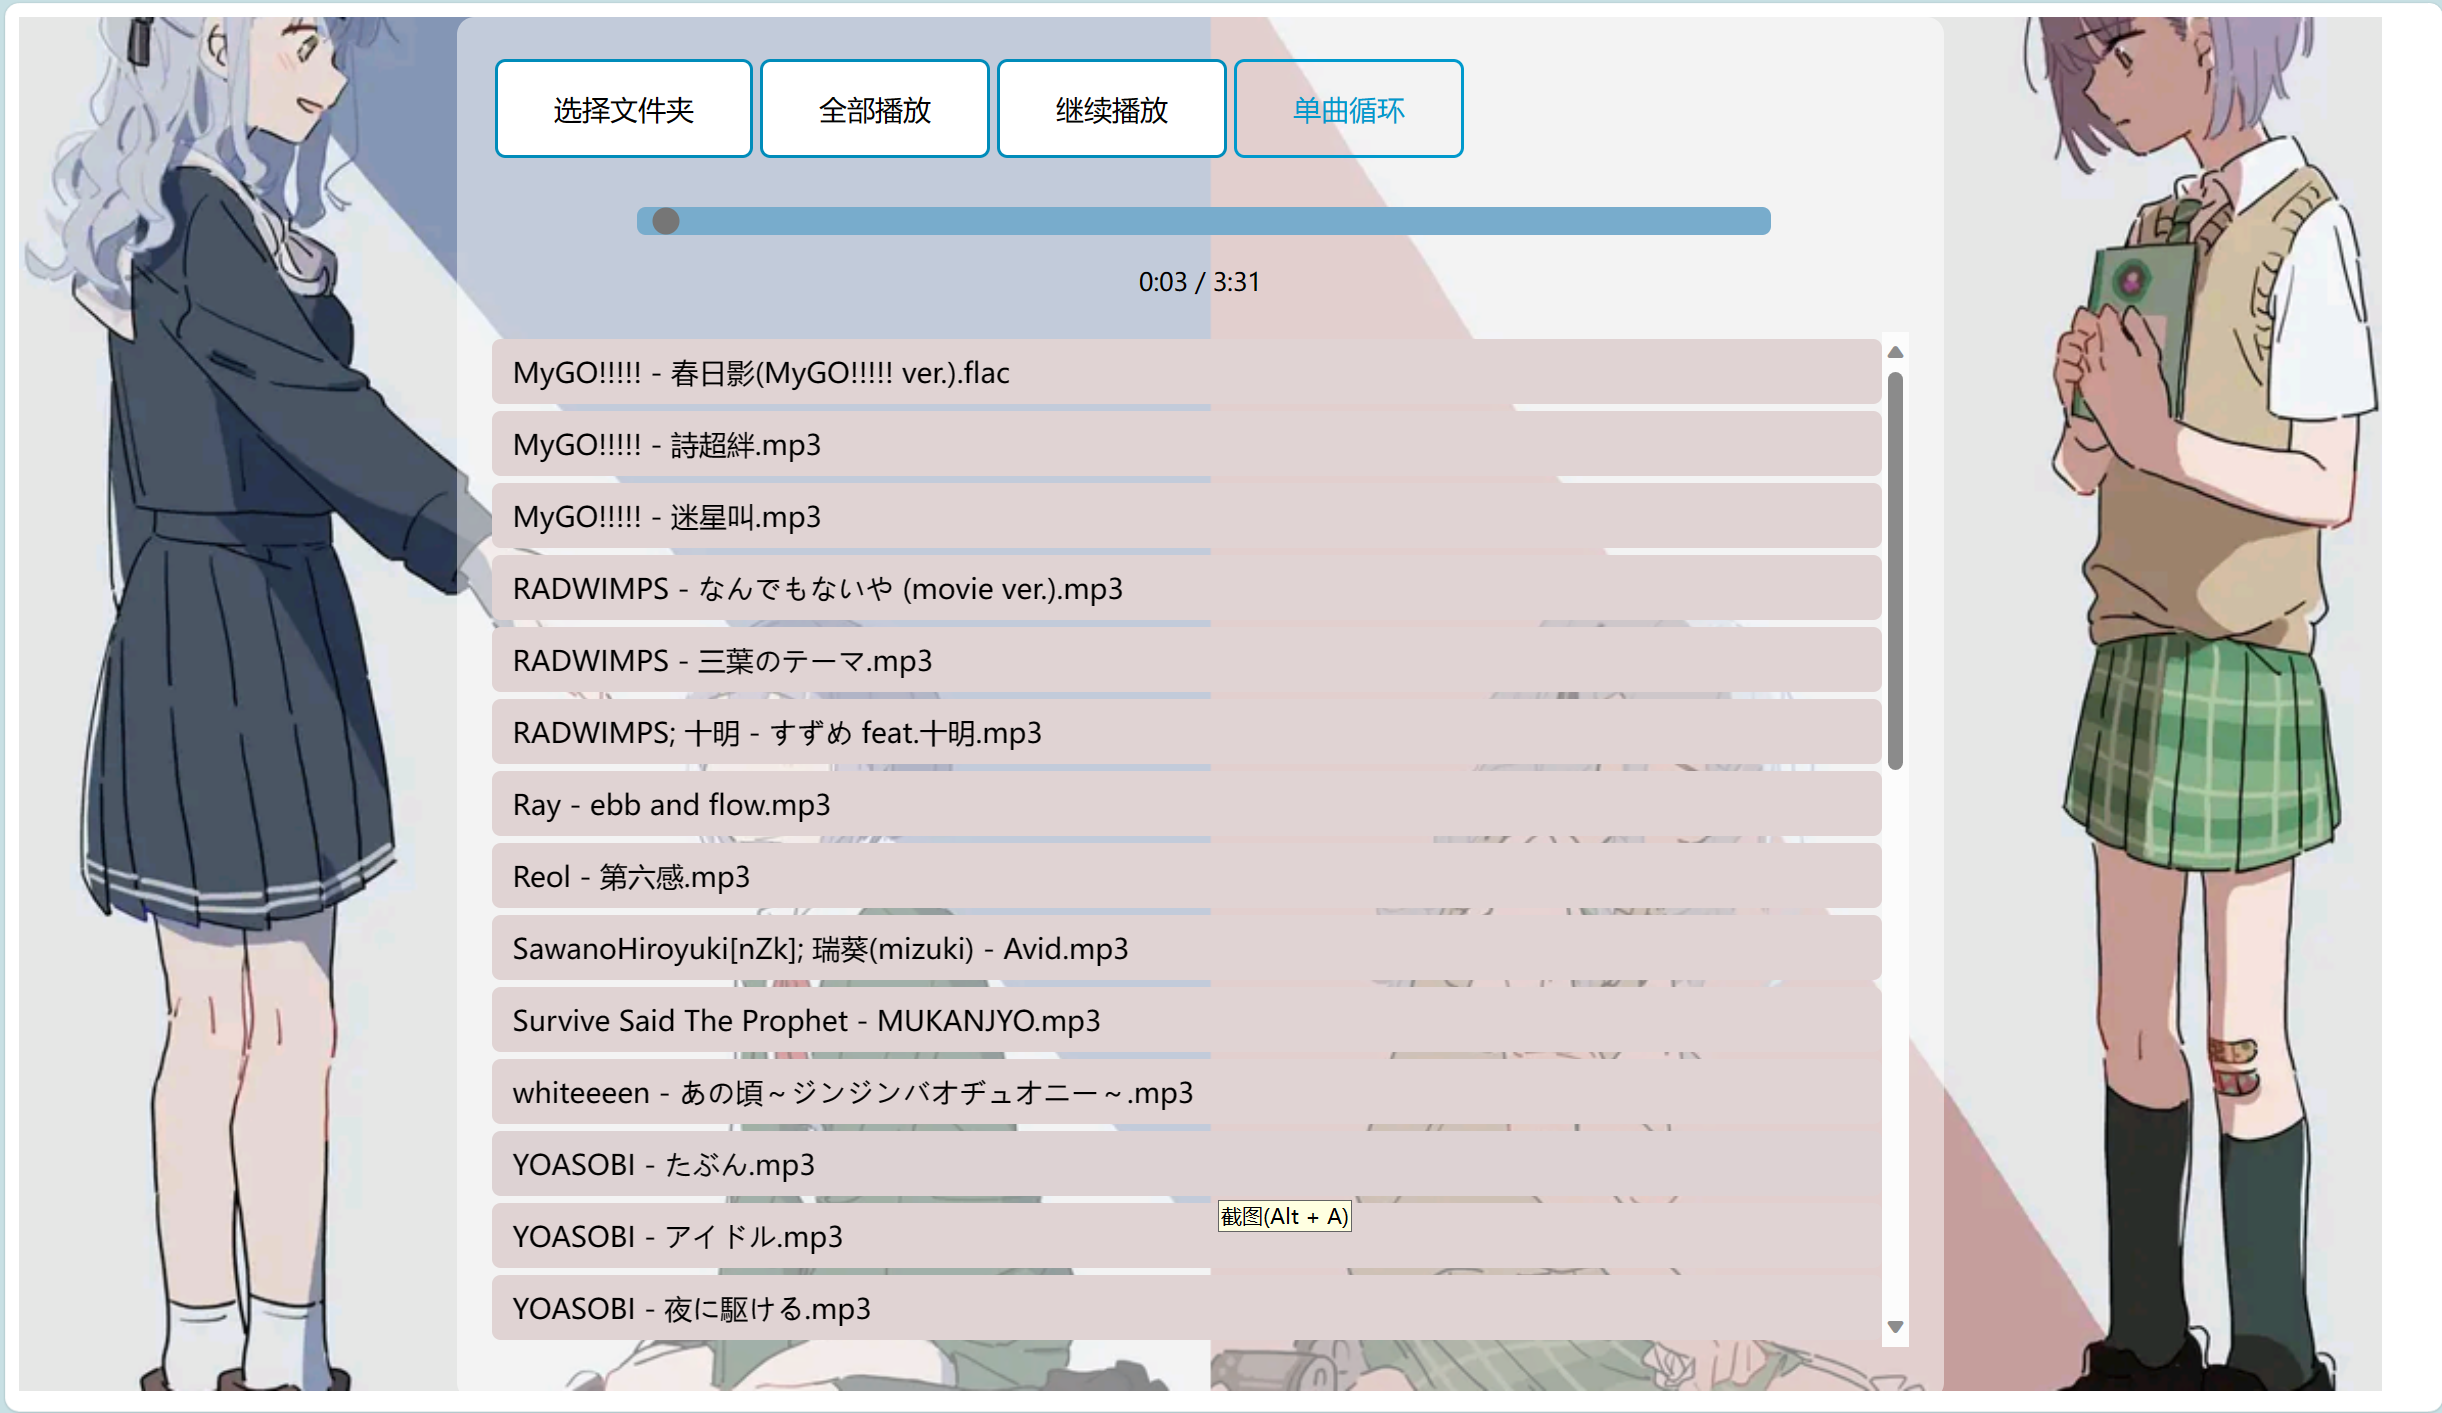 选择文件夹
全部播放
继续播放
单曲循环
0:03 / 3:31
MyGO!!!!! - 春日影(MyGO!!!!! ver.).flac
MyGO!!!!! - 詩超絆.mp3
MyGO!!!!! - 迷星叫.mp3
RADWIMPS - なんでもないや (movie ver.).mp3
RADWIMPS - 三葉のテーマ.mp3
RADWIMPS; 十明 - すずめ feat.十明.mp3
Ray - ebb and flow.mp3
Reol - 第六感.mp3
SawanoHiroyuki[nZk]; 瑞葵(mizuki) - Avid.mp3
Survive Said The Prophet - MUKANJYO.mp3
whiteeeen - あの頃～ジンジンバオヂュオニー～.mp3
YOASOBI - たぶん.mp3
截图(Alt + A)
YOASOBI - アイドル.mp3
YOASOBI - 夜に駆ける.mp3